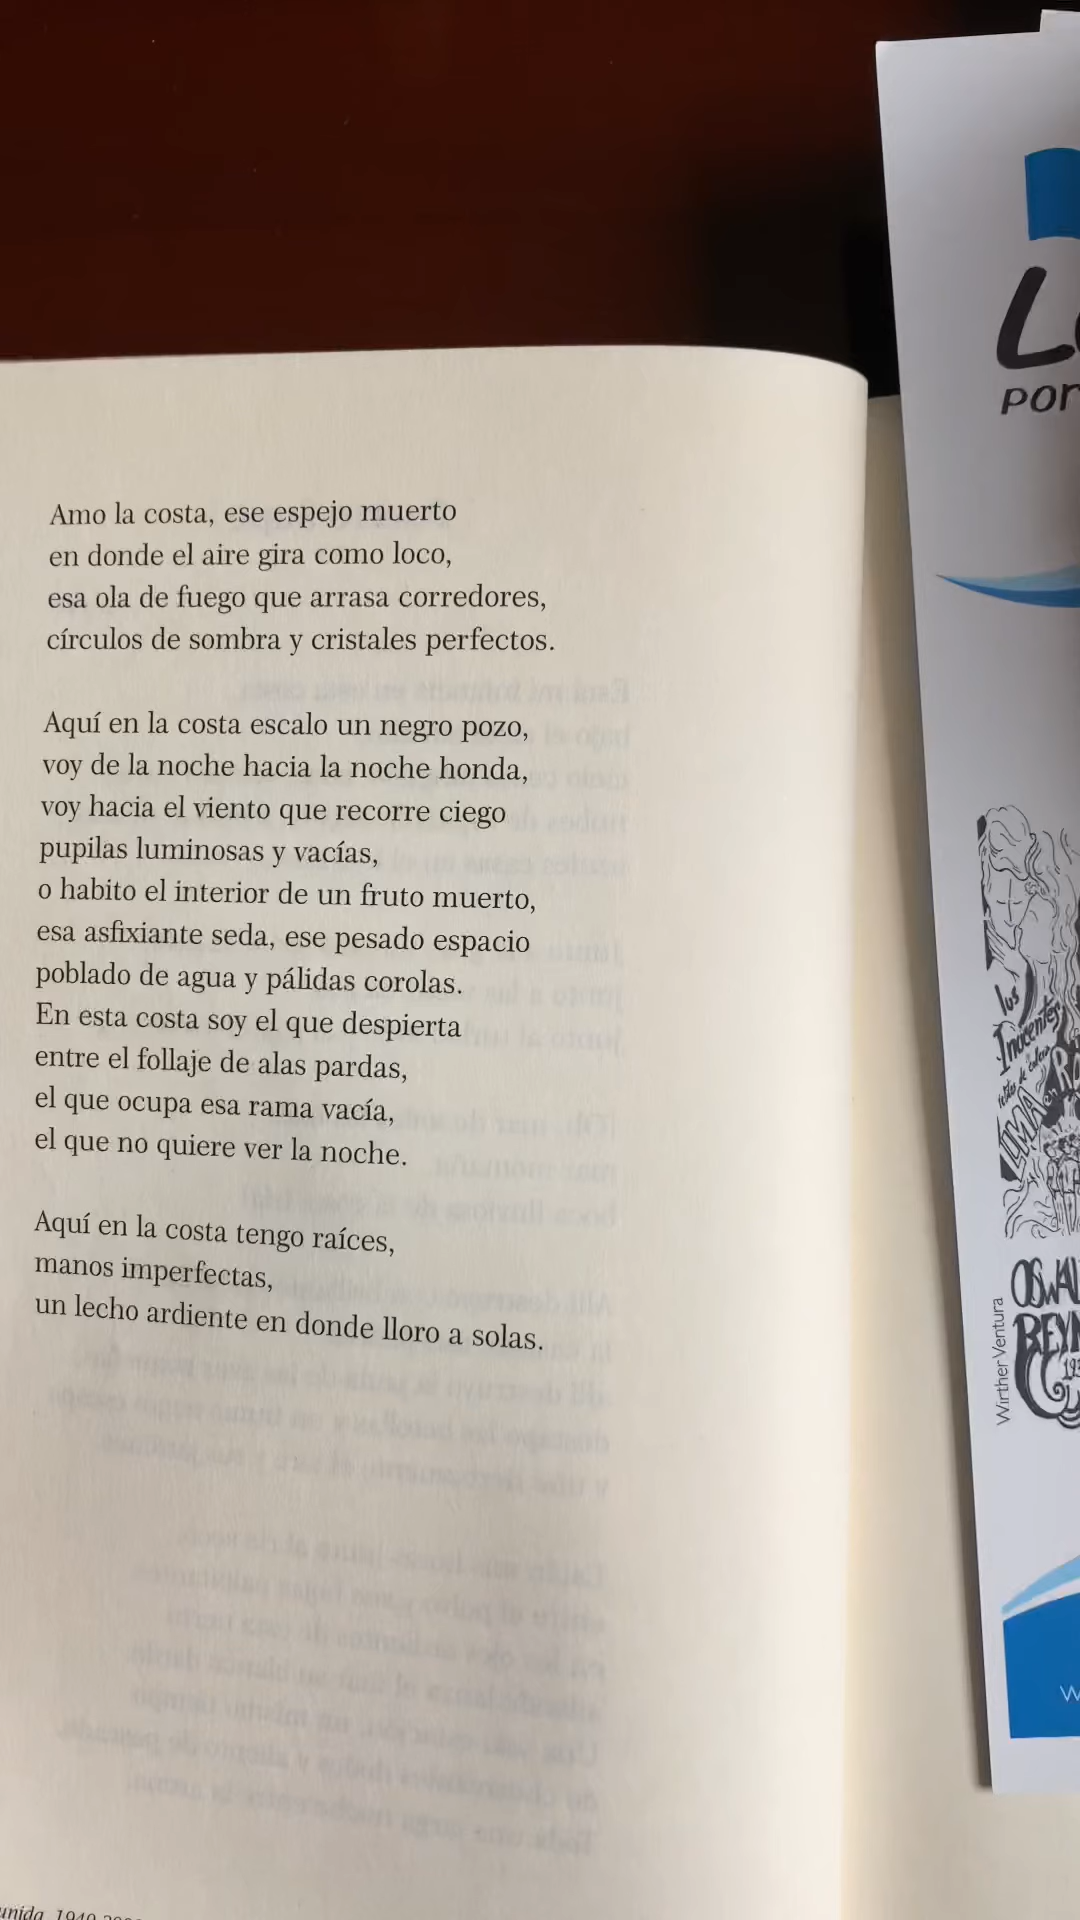 Amo la costa, ese espejo muerto
en donde el aire gira como loco,
esa ola de fuego que arrasa corredores,
círculos de sombra y cristales perfectos.
Aquí en la costa escalo un negro pozo,
voy de la noche hacia la noche honda,
voy hacia el viento que recorre ciego
pupilas luminosas y vacías,
o habito el interior de un fruto muerto,
esa asfixiante seda, ese pesado espacio
poblado de agua y pálidas corolas.
En esta costa soy el que despierta
entre el follaje de alas pardas,
el que ocupa esa rama vacía,
el que no quiere ver la noche.
Aquí en la costa tengo raíces,
manos imperfectas,
un lecho ardiente en donde lloro a solas.
por
los
Inocentes
LIMA
Wirther Ventura